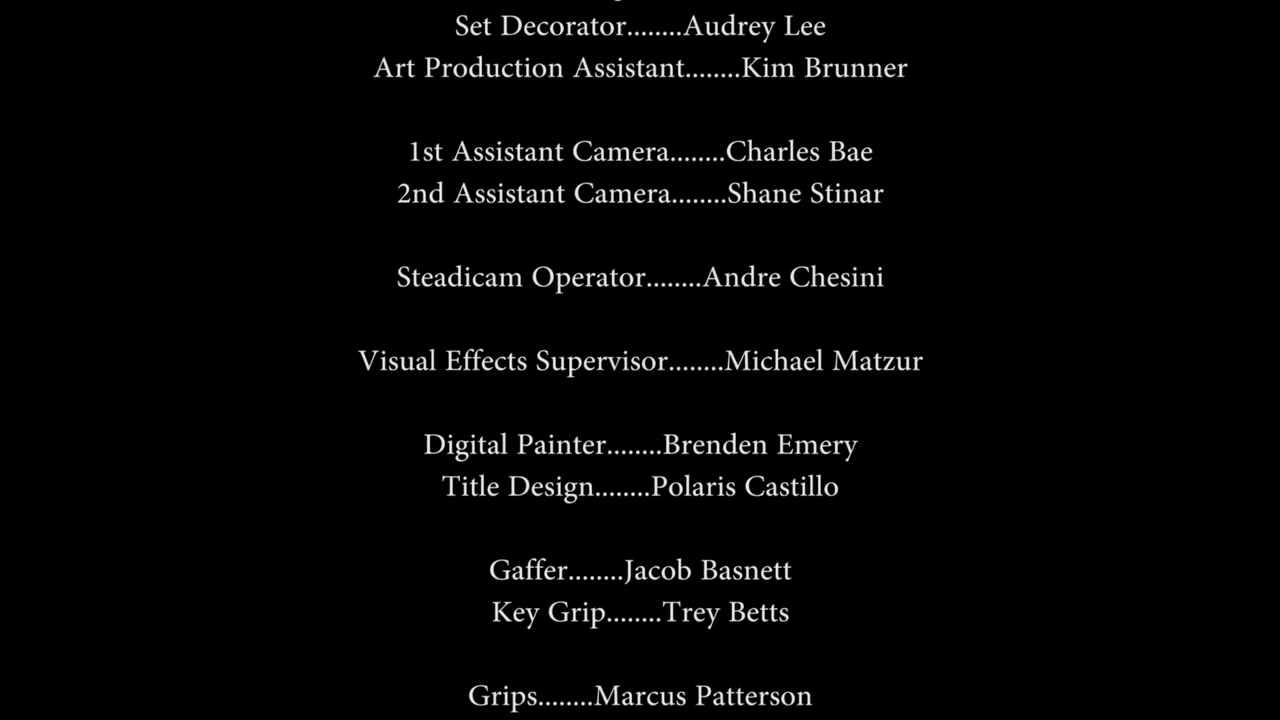 Set Decorator........Audrey Lee
Art Production Assistant........Kim Brunner
1st Assistant Camera........Charles Bae
2nd Assistant Camera........Shane Stinar
Steadicam Operator........Andre Chesini
Visual Effects Supervisor........Michael Matzur
Digital Painter........Brenden Emery
Title Design........Polaris Castillo
Gaffer........Jacob Basnett
Key Grip........Trey Betts
Grips........Marcus Patterson